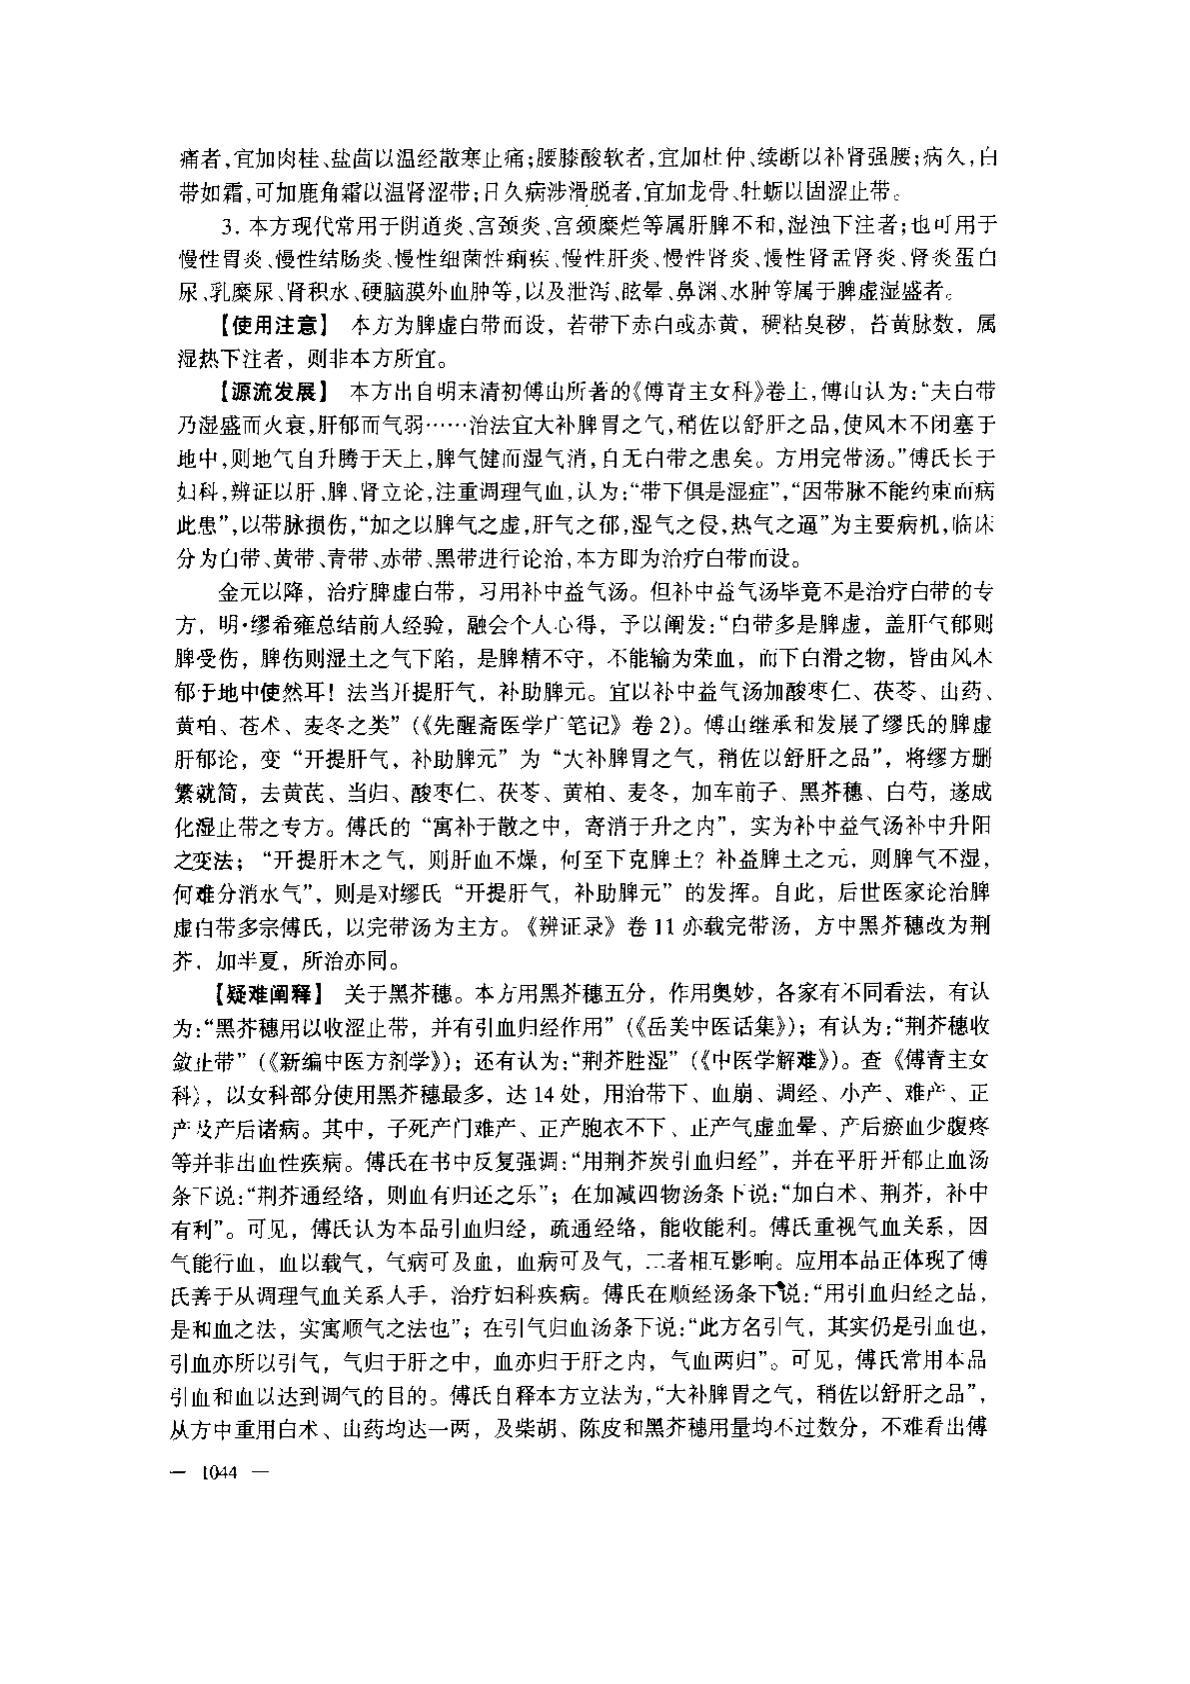 痛者,宜加肉桂、盐茴以温经散寒止痛;腰膝酸软者,宜加杜仲、续断以补肾强腰;病久,白
带如霜,可加鹿角霜以温肾涩带;日久病涉滑脱者,宜加龙骨、牡蛎以固涩止带。
3. 本方现代常用于阴道炎、宫颈炎、宫颈糜烂等属肝脾不和,湿浊下注者;也可用于
慢性胃炎、慢性结肠炎、慢性细菌性痢疾、慢性肝炎、慢性肾炎、慢性肾盂肾炎、肾炎蛋白
尿、乳糜尿、肾积水、硬脑膜外血肿等,以及泄泻、眩晕、鼻渊、水肿等属于脾虚湿盛者。
【使用注意】 本方为脾虚白带而设，若带下赤白或赤黄，稠粘臭秽，苔黄脉数，属
湿热下注者，则非本方所宜。
【源流发展】 本方出自明末清初傅山所著的《傅青主女科》卷上,傅山认为:“夫白带
乃湿盛而火衰,肝郁而气弱……治法宜大补脾胃之气,稍佐以舒肝之品,使风木不闭塞于
地中,则地气自升腾于天上,脾气健而湿气消,自无白带之患矣。方用完带汤。”傅氏长于
妇科,辨证以肝、脾、肾立论,注重调理气血,认为:“带下俱是湿症”,“因带脉不能约束而病
此患”,以带脉损伤,“加之以脾气之虚,肝气之郁,湿气之侵,热气之逼”为主要病机,临床
分为白带、黄带、青带、赤带、黑带进行论治,本方即为治疗白带而设。
金元以降，治疗脾虚白带，习用补中益气汤。但补中益气汤毕竟不是治疗白带的专
方，明·缪希雍总结前人经验，融会个人心得，予以阐发:“白带多是脾虚，盖肝气郁则
脾受伤，脾伤则湿土之气下陷，是脾精不守，不能输为荣血，而下白滑之物，皆由风木
郁于地中使然耳！法当升提肝气，补助脾元。宜以补中益气汤加酸枣仁、茯苓、山药、
黄柏、苍术、麦冬之类”(《先醒斋医学广笔记》卷2)。傅山继承和发展了缪氏的脾虚
肝郁论，变“开提肝气，补助脾元”为“大补脾胃之气，稍佐以舒肝之品”，将缪方删
繁就简，去黄芪、当归、酸枣仁、茯苓、黄柏、麦冬，加车前子、黑芥穗、白芍，遂成
化湿止带之专方。傅氏的“寓补于散之中，寄消于升之内”，实为补中益气汤补中升阳
之变法；“开提肝木之气，则肝血不燥，何至下克脾土？补益脾土之元，则脾气不湿，
何难分消水气”，则是对缪氏“开提肝气，补助脾元”的发挥。自此，后世医家论治脾
虚白带多宗傅氏，以完带汤为主方。《辨证录》卷11亦载完带汤，方中黑芥穗改为荆
芥，加半夏，所治亦同。
【疑难阐释】 关于黑芥穗。本方用黑芥穗五分，作用奥妙，各家有不同看法，有认
为:“黑芥穗用以收涩止带，并有引血归经作用”(《岳美中医话集》)；有认为:“荆芥穗收
敛止带”(《新编中医方剂学》)；还有认为:“荆芥胜湿”(《中医学解难》)。查《傅青主女
科》，以女科部分使用黑芥穗最多，达14处，用治带下、血崩、调经、小产、难产、正
产及产后诸病。其中，子死产门难产、正产胞衣不下、正产气虚血晕、产后瘀血少腹疼
等并非出血性疾病。傅氏在书中反复强调:“用荆芥炭引血归经”，并在平肝开郁止血汤
条下说:“荆芥通经络，则血有归还之乐”；在加减四物汤条下说:“加白术、荆芥，补中
有利”。可见，傅氏认为本品引血归经，疏通经络，能收能利。傅氏重视气血关系，因
气能行血，血以载气，气病可及血，血病可及气，二者相互影响。应用本品正体现了傅
氏善于从调理气血关系人手，治疗妇科疾病。傅氏在顺经汤条下说:“用引血归经之品，
是和血之法，实寓顺气之法也”；在引气归血汤条下说:“此方名引气，其实仍是引血也，
引血亦所以引气，气归于肝之中，血亦归于肝之内，气血两归”。可见，傅氏常用本品
引血和血以达到调气的目的。傅氏自释本方立法为，“大补脾胃之气，稍佐以舒肝之品”，
从方中重用白术、山药均达一两，及柴胡、陈皮和黑芥穗用量均不过数分，不难看出傅
— 1044 —